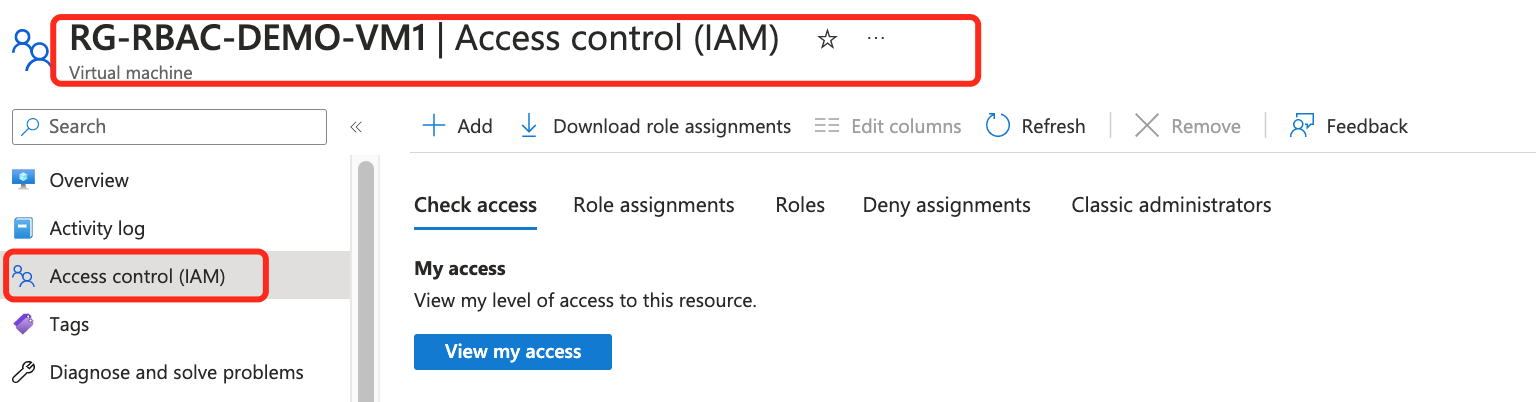 RG-RBAC-DEMO-VM1 | Access control (IAM) ☆ ···
Virtual machine
Search «
Add Download role assignments Edit columns Refresh Remove Feedback
Overview
Activity log
Access control (IAM)
Tags
Diagnose and solve problems
Check access Role assignments Roles Deny assignments Classic administrators
My access
View my level of access to this resource.
View my access